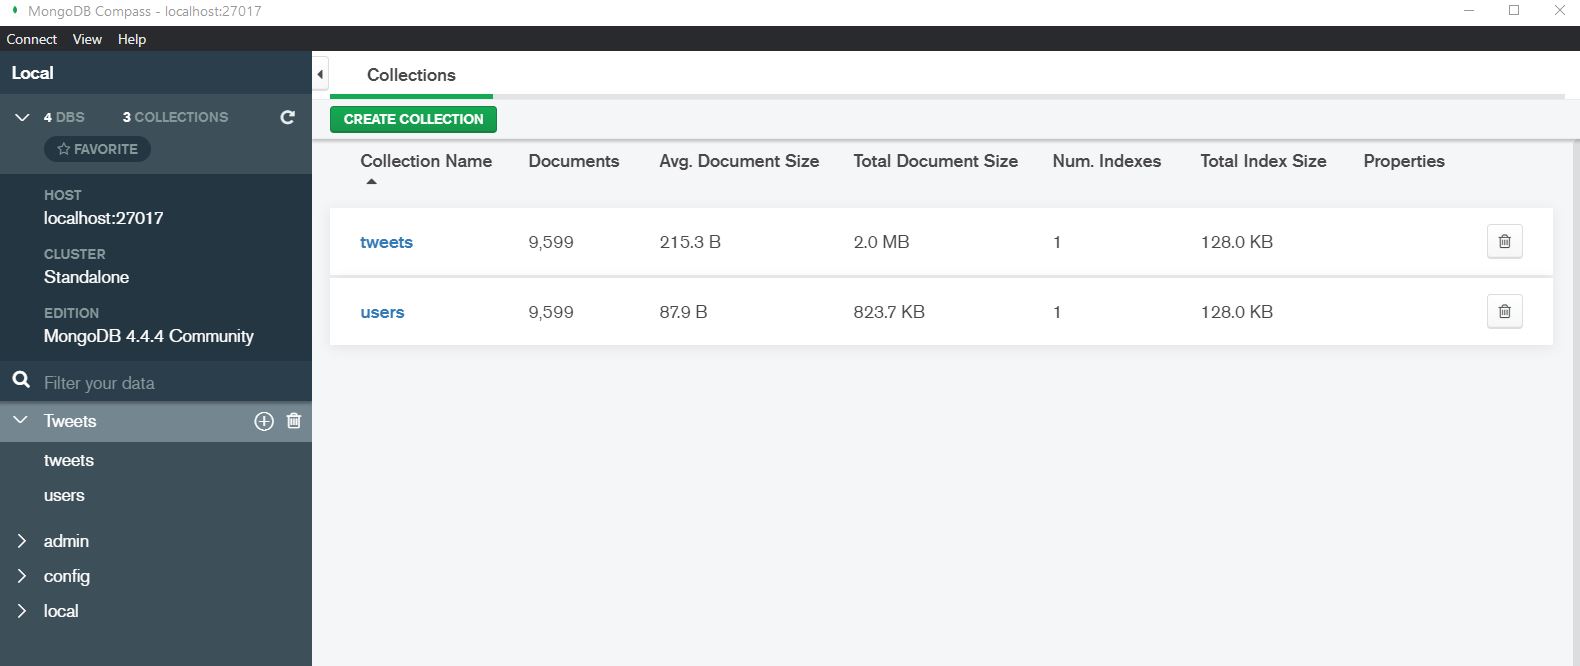 MongoDB Compass - localhost:27017
Connect View Help
Local
4 DBS 3 COLLECTIONS
FAVORITE
HOST
localhost:27017
CLUSTER
Standalone
EDITION
MongoDB 4.4.4 Community
Filter your data
Tweets
tweets
users
admin
config
local
Collections
CREATE COLLECTION
Collection Name Documents Avg. Document Size Total Document Size Num. Indexes Total Index Size Properties
tweets 9,599 215.3 B 2.0 MB 1 128.0 KB
users 9,599 87.9 B 823.7 KB 1 128.0 KB